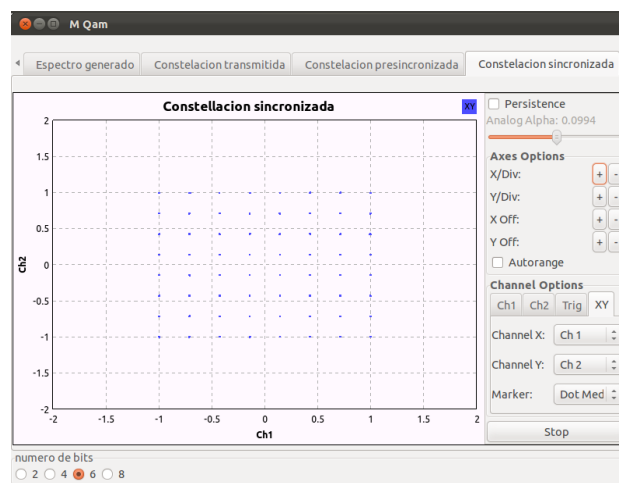 M Qam
Espectro generado Constelacion transmitida Constelacion presincronizada Constelacion sincronizada
Constellacion sincronizada
XY
2
1.5
1
0.5
0
-0.5
-1
-1.5
-2
Ch2
-2 -1.5 -1 -0.5 0 0.5 1 1.5 2
Ch1
Persistence
Analog Alpha: 0.0994
Axes Options
X/Div: + -
Y/Div: + -
X Off: + -
Y Off: + -
Autorange
Channel Options
Ch1 Ch2 Trig XY
Channel X: Ch 1
Channel Y: Ch 2
Marker: Dot Med
Stop
numero de bits
2 4 6 8